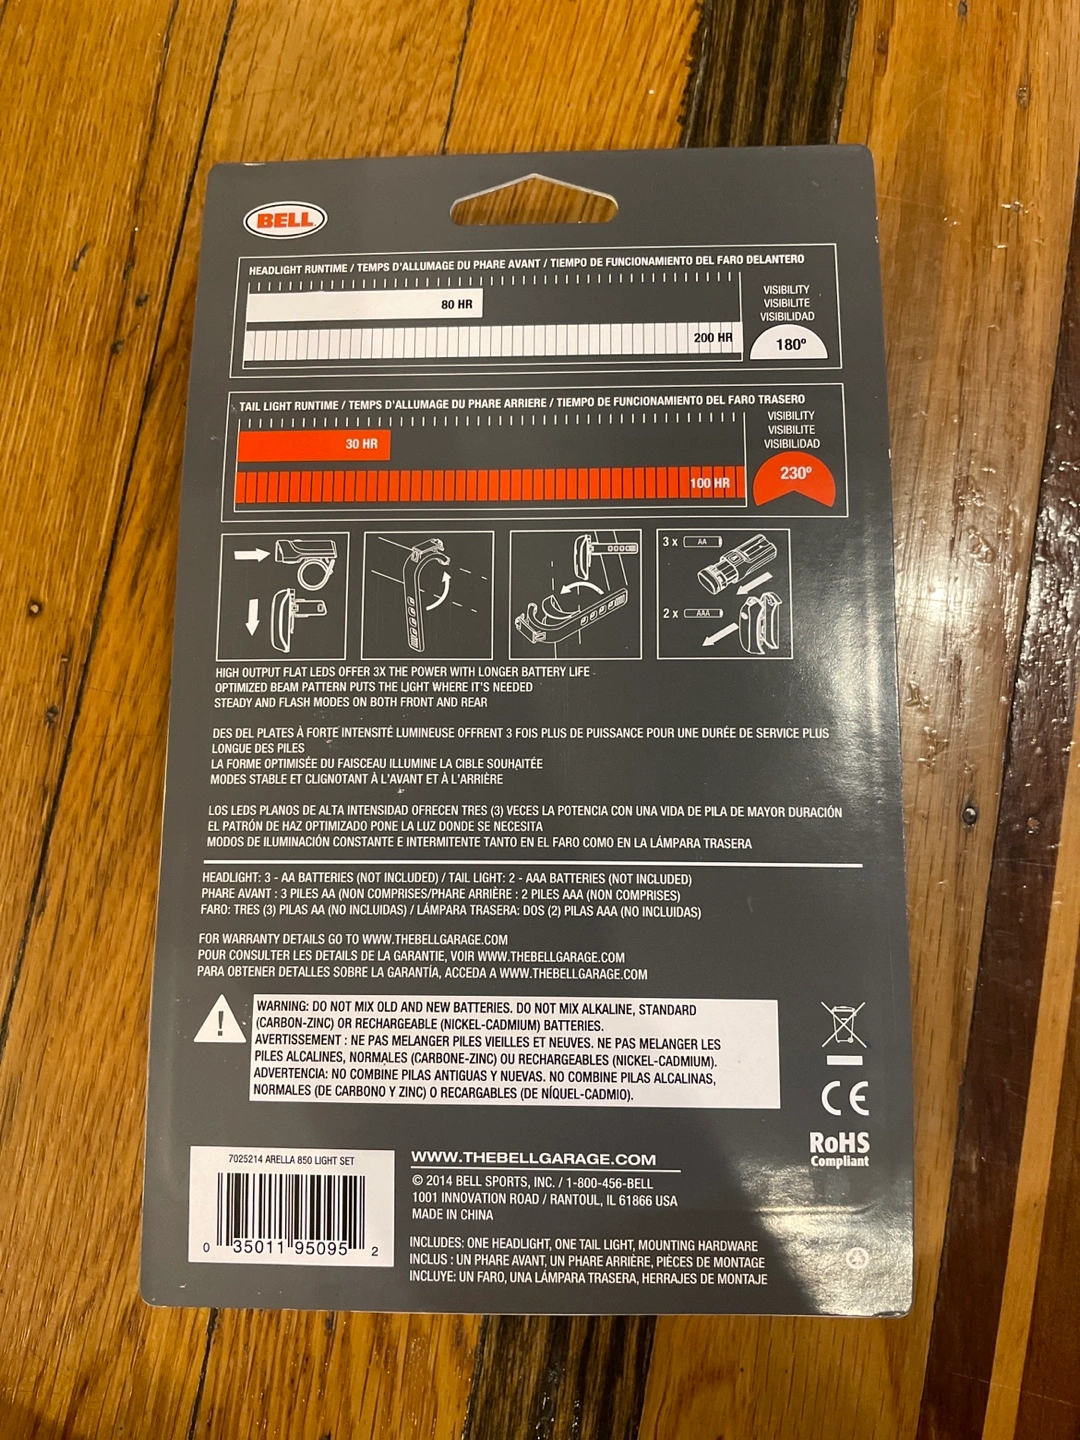 BELL
HEADLIGHT RUNTIME / TEMPS D'ALLUMAGE DU PHARE AVANT / TIEMPO DE FUNCIONAMIENTO DEL FARO DELANTERO
80 HR
200 HR
VISIBILITY
VISIBILITE
VISIBILIDAD
180º
TAIL LIGHT RUNTIME / TEMPS D'ALLUMAGE DU PHARE ARRIERE / TIEMPO DE FUNCIONAMIENTO DEL FARO TRASERO
30 HR
100 HR
VISIBILITY
VISIBILITE
VISIBILIDAD
230º
3 x AA
2 x AAA
HIGH OUTPUT FLAT LEDS OFFER 3X THE POWER WITH LONGER BATTERY LIFE
OPTIMIZED BEAM PATTERN PUTS THE LIGHT WHERE IT'S NEEDED
STEADY AND FLASH MODES ON BOTH FRONT AND REAR
DES DEL PLATES À FORTE INTENSITÉ LUMINEUSE OFFRENT 3 FOIS PLUS DE PUISSANCE POUR UNE DURÉE DE SERVICE PLUS
LONGUE DES PILES
LA FORME OPTIMISÉE DU FAISCEAU ILLUMINE LA CIBLE SOUHAITÉE
MODES STABLE ET CLIGNOTANT À L'AVANT ET À L'ARRIÈRE
LOS LEDS PLANOS DE ALTA INTENSIDAD OFRECEN TRES (3) VECES LA POTENCIA CON UNA VIDA DE PILA DE MAYOR DURACIÓN
EL PATRÓN DE HAZ OPTIMIZADO PONE LA LUZ DONDE SE NECESITA
MODOS DE ILUMINACIÓN CONSTANTE E INTERMITENTE TANTO EN EL FARO COMO EN LA LÁMPARA TRASERA
HEADLIGHT: 3 - AA BATTERIES (NOT INCLUDED) / TAIL LIGHT: 2 - AAA BATTERIES (NOT INCLUDED)
PHARE AVANT : 3 PILES AA (NON COMPRISES/PHARE ARRIÈRE : 2 PILES AAA (NON COMPRISES)
FARO: TRES (3) PILAS AA (NO INCLUIDAS) / LÁMPARA TRASERA: DOS (2) PILAS AAA (NO INCLUIDAS)
FOR WARRANTY DETAILS GO TO WWW.THEBELLGARAGE.COM
POUR CONSULTER LES DETAILS DE LA GARANTIE, VOIR WWW.THEBELLGARAGE.COM
PARA OBTENER DETALLES SOBRE LA GARANTÍA, ACCEDA A WWW.THEBELLGARAGE.COM
WARNING: DO NOT MIX OLD AND NEW BATTERIES. DO NOT MIX ALKALINE, STANDARD
(CARBON-ZINC) OR RECHARGEABLE (NICKEL-CADMIUM) BATTERIES.
AVERTISSEMENT : NE PAS MELANGER PILES VIEILLES ET NEUVES. NE PAS MELANGER LES
PILES ALCALINES, NORMALES (CARBONE-ZINC) OU RECHARGEABLES (NICKEL-CADMIUM).
ADVERTENCIA: NO COMBINE PILAS ANTIGUAS Y NUEVAS. NO COMBINE PILAS ALCALINAS,
NORMALES (DE CARBONO Y ZINC) O RECARGABLES (DE NÍQUEL-CADMIO).
CE
RoHS
Compliant
7025214 ARELLA 850 LIGHT SET
0 35011 95095 2
WWW.THEBELLGARAGE.COM
© 2014 BELL SPORTS, INC. / 1-800-456-BELL
1001 INNOVATION ROAD / RANTOUL, IL 61866 USA
MADE IN CHINA
INCLUDES: ONE HEADLIGHT, ONE TAIL LIGHT, MOUNTING HARDWARE
INCLUS : UN PHARE AVANT, UN PHARE ARRIÈRE, PIÈCES DE MONTAGE
INCLUYE: UN FARO, UNA LÁMPARA TRASERA, HERRAJES DE MONTAJE